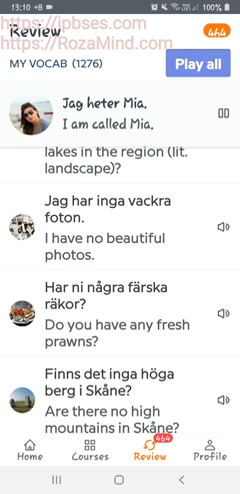 13:10
+B
100%
https://jpbses.com
Review
464
https://RozaMind.com
MY VOCAB (1276)
Play all
Jag heter Mia.
I am called Mia.
lakes in the region (lit.
landscape)?
Jag har inga vackra
foton.
I have no beautiful
photos.
Har ni några färska
räkor?
Do you have any fresh
prawns?
Finns det inga höga
berg i Skåne?
Are there no high
mountains in Skåne?
464
Home
Courses
Review
Profile